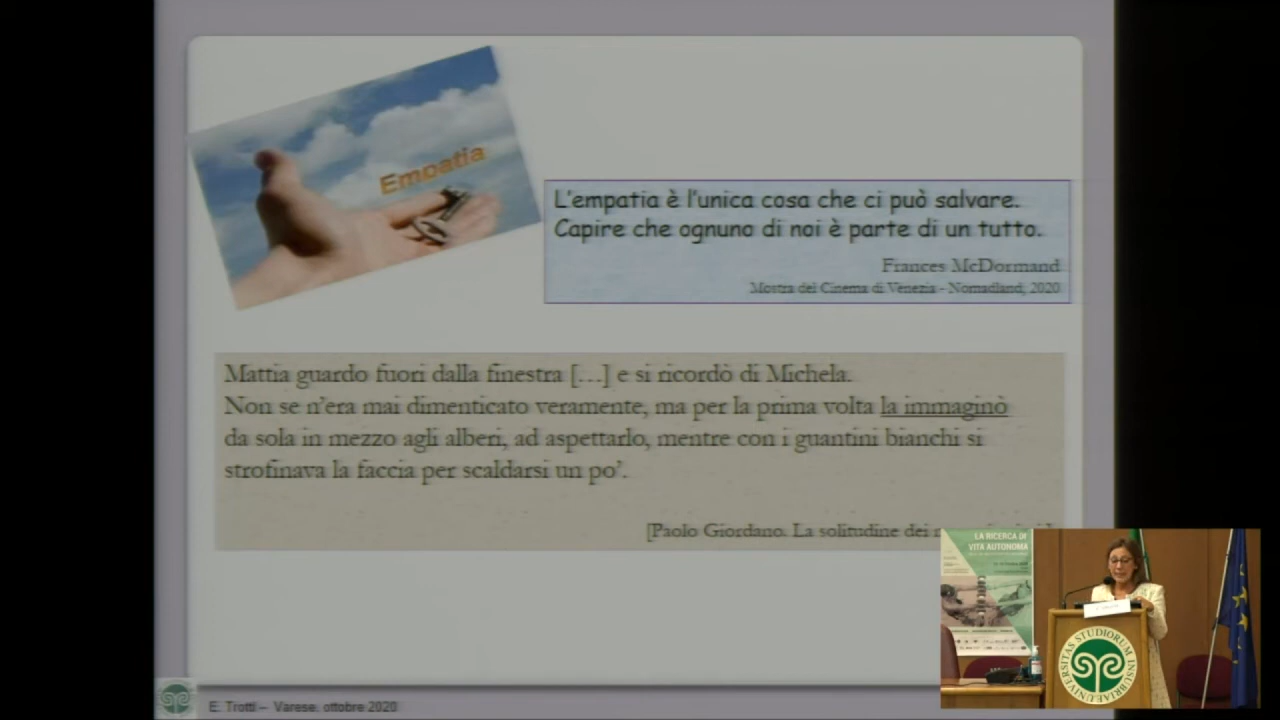 Empatia
L'empatia è l'unica cosa che ci può salvare.
Capire che ognuno di noi è parte di un tutto.
Frances McDormand
Mostra del Cinema di Venezia - Nomadland, 2020
Mattia guardo fuori dalla finestra [...] e si ricordò di Michela.
Non se n'era mai dimenticato veramente, ma per la prima volta la immaginò
da sola in mezzo agli alberi, ad aspettarlo, mentre con i guantini bianchi si
strofinava la faccia per scaldarsi un po'.
[Paolo Giordano. La solitudine dei
LA RICERCA DI
VITA AUTONOMA
UNIVERSITAS STUDIORUM INSUBRIAE
E. Trotti – Varese, ottobre 2020